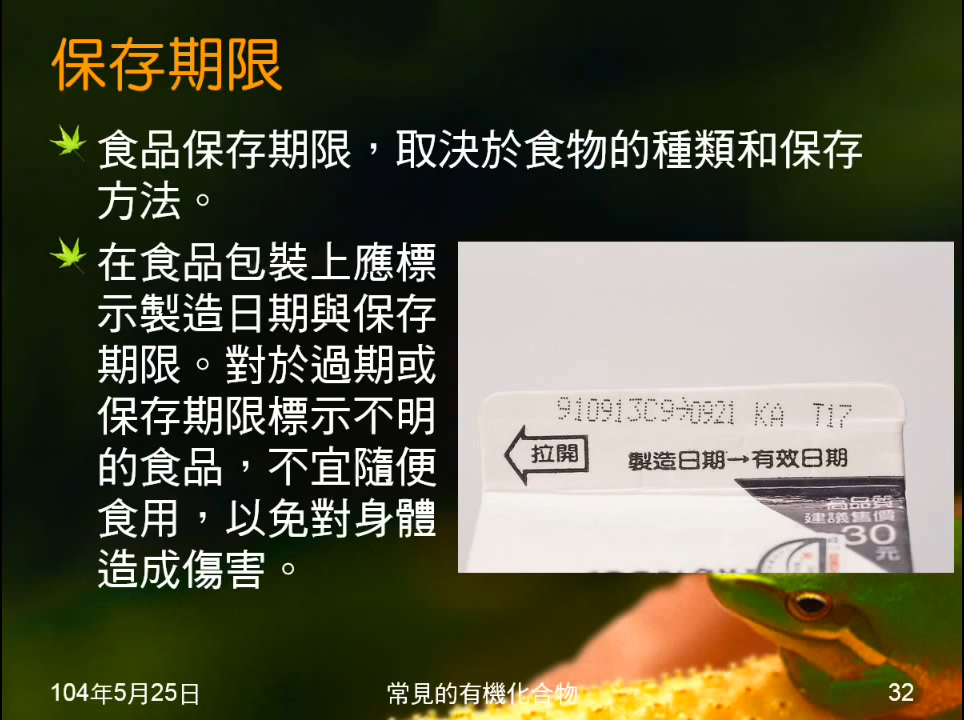 保存期限
食品保存期限，取決於食物的種類和保存
方法。
在食品包裝上應標
示製造日期與保存
期限。對於過期或
保存期限標示不明
的食品，不宜隨便
食用，以免對身體
造成傷害。
910913C9→0921 KA T17
拉開
製造日期→有效日期
高品質
建議售價
30
元
104年5月25日
常見的有機化合物
32